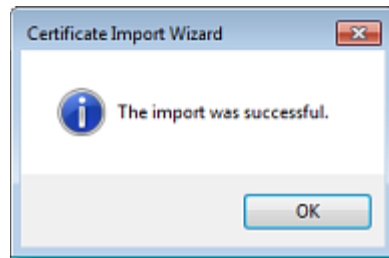 Certificate Import Wizard
The import was successful.
OK